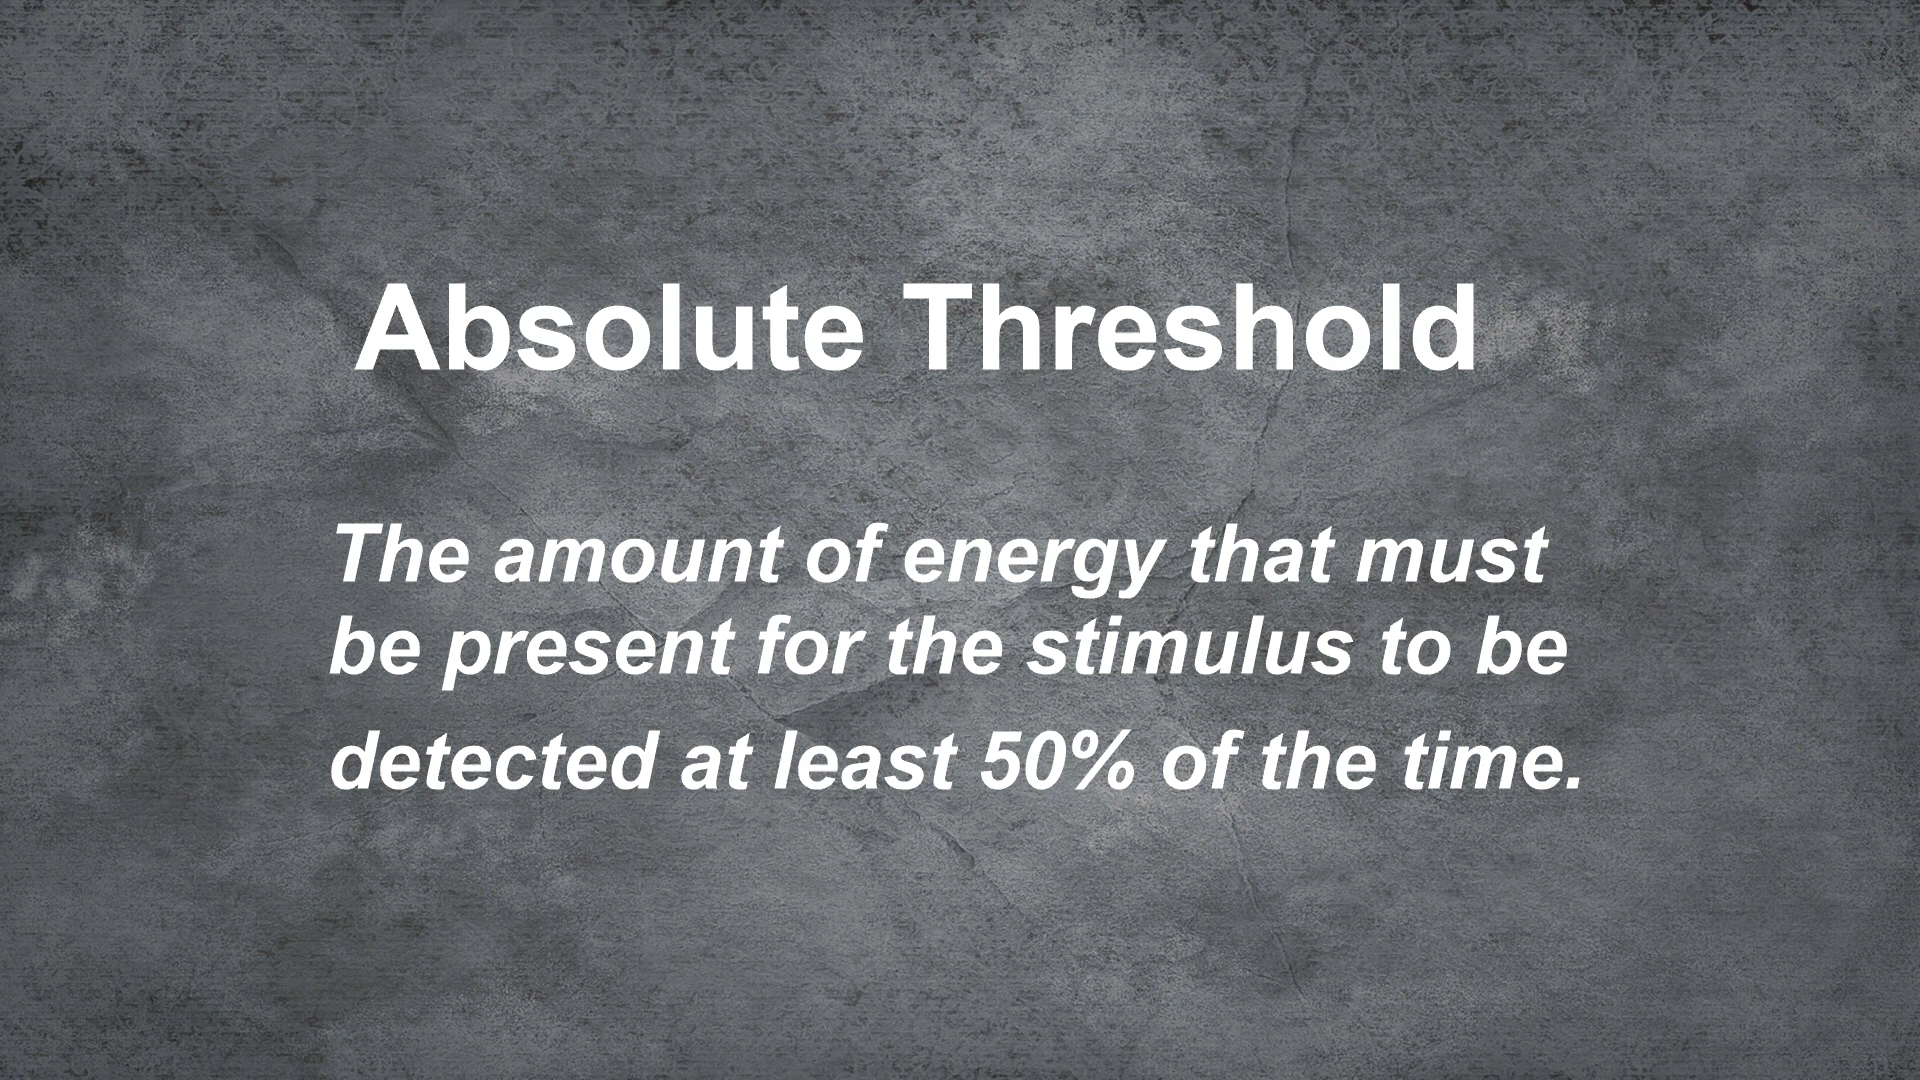 Absolute Threshold
The amount of energy that must
be present for the stimulus to be
detected at least 50% of the time.